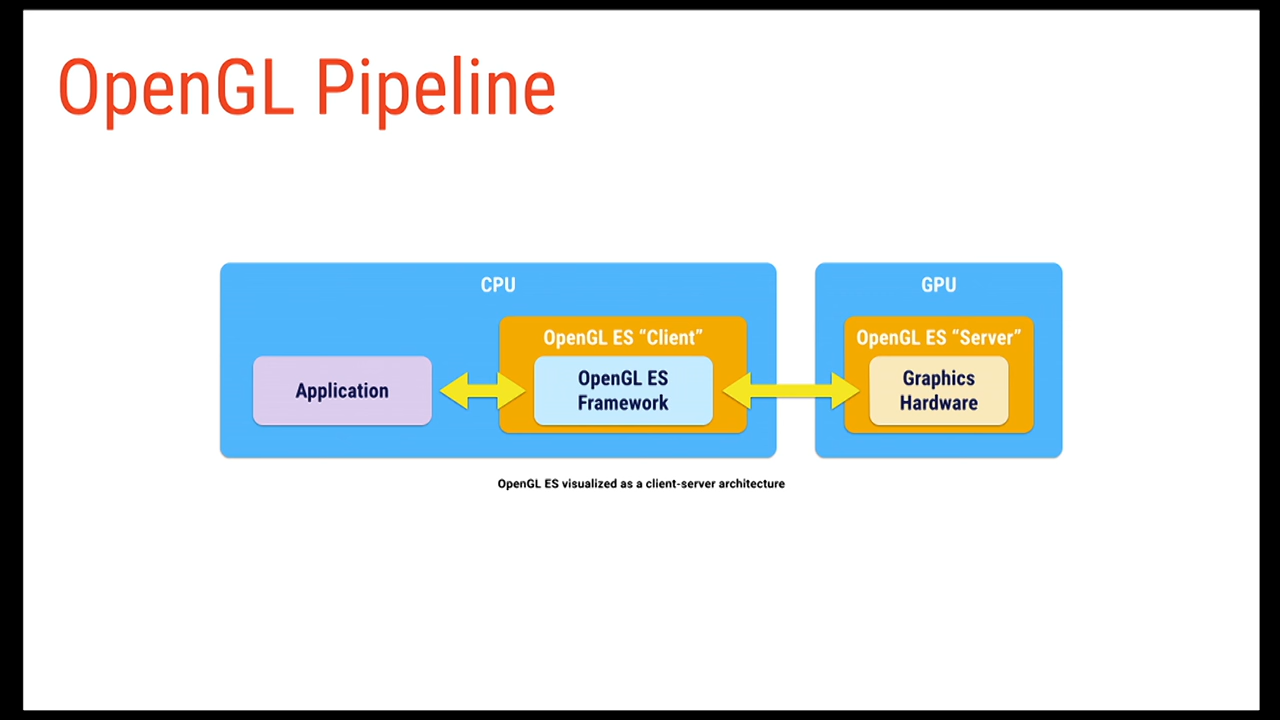 OpenGL Pipeline
CPU
GPU
OpenGL ES “Client”
OpenGL ES “Server”
Application
OpenGL ES
Framework
Graphics
Hardware
OpenGL ES visualized as a client-server architecture